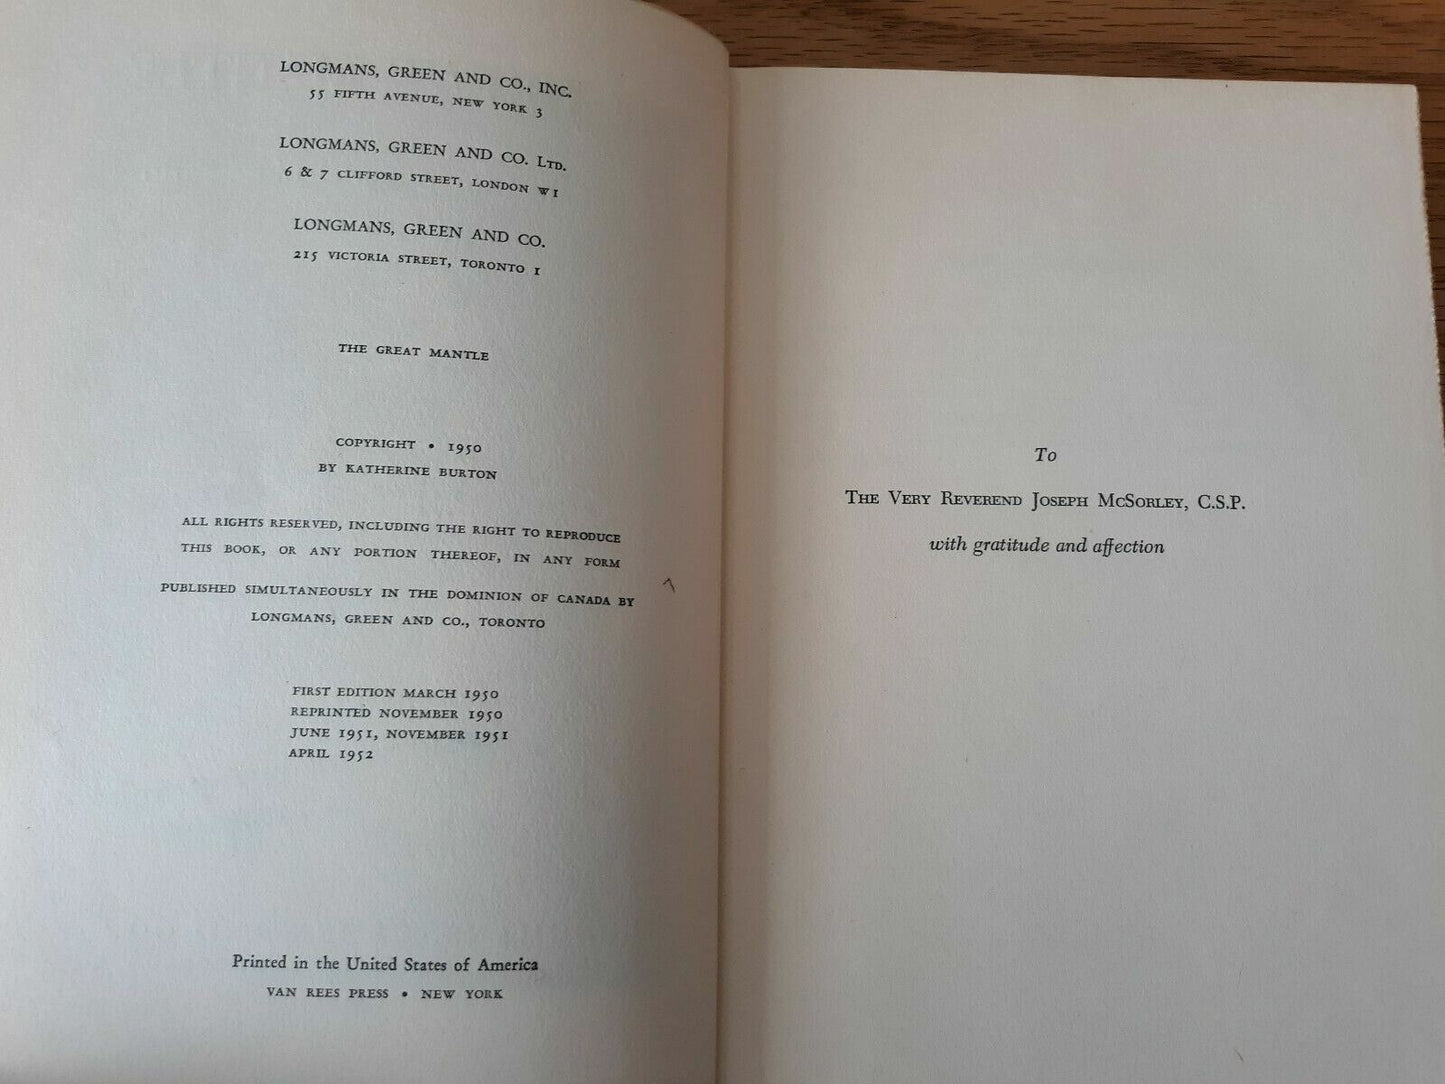 LONGMANS, GREEN AND CO., INC.
55 FIFTH AVENUE, NEW YORK 3
LONGMANS, GREEN AND CO. LTD.
6 & 7 CLIFFORD STREET, LONDON W I
LONGMANS, GREEN AND CO.
215 VICTORIA STREET, TORONTO I
THE GREAT MANTLE
COPYRIGHT • 1950
BY KATHERINE BURTON
ALL RIGHTS RESERVED, INCLUDING THE RIGHT TO REPRODUCE
THIS BOOK, OR ANY PORTION THEREOF, IN ANY FORM
PUBLISHED SIMULTANEOUSLY IN THE DOMINION OF CANADA BY
LONGMANS, GREEN AND CO., TORONTO
FIRST EDITION MARCH 1950
REPRINTED NOVEMBER 1950
JUNE 1951, NOVEMBER 1951
APRIL 1952
Printed in the United States of America
VAN REES PRESS • NEW YORK
To
THE VERY REVEREND JOSEPH MCSORLEY, C.S.P.
with gratitude and affection